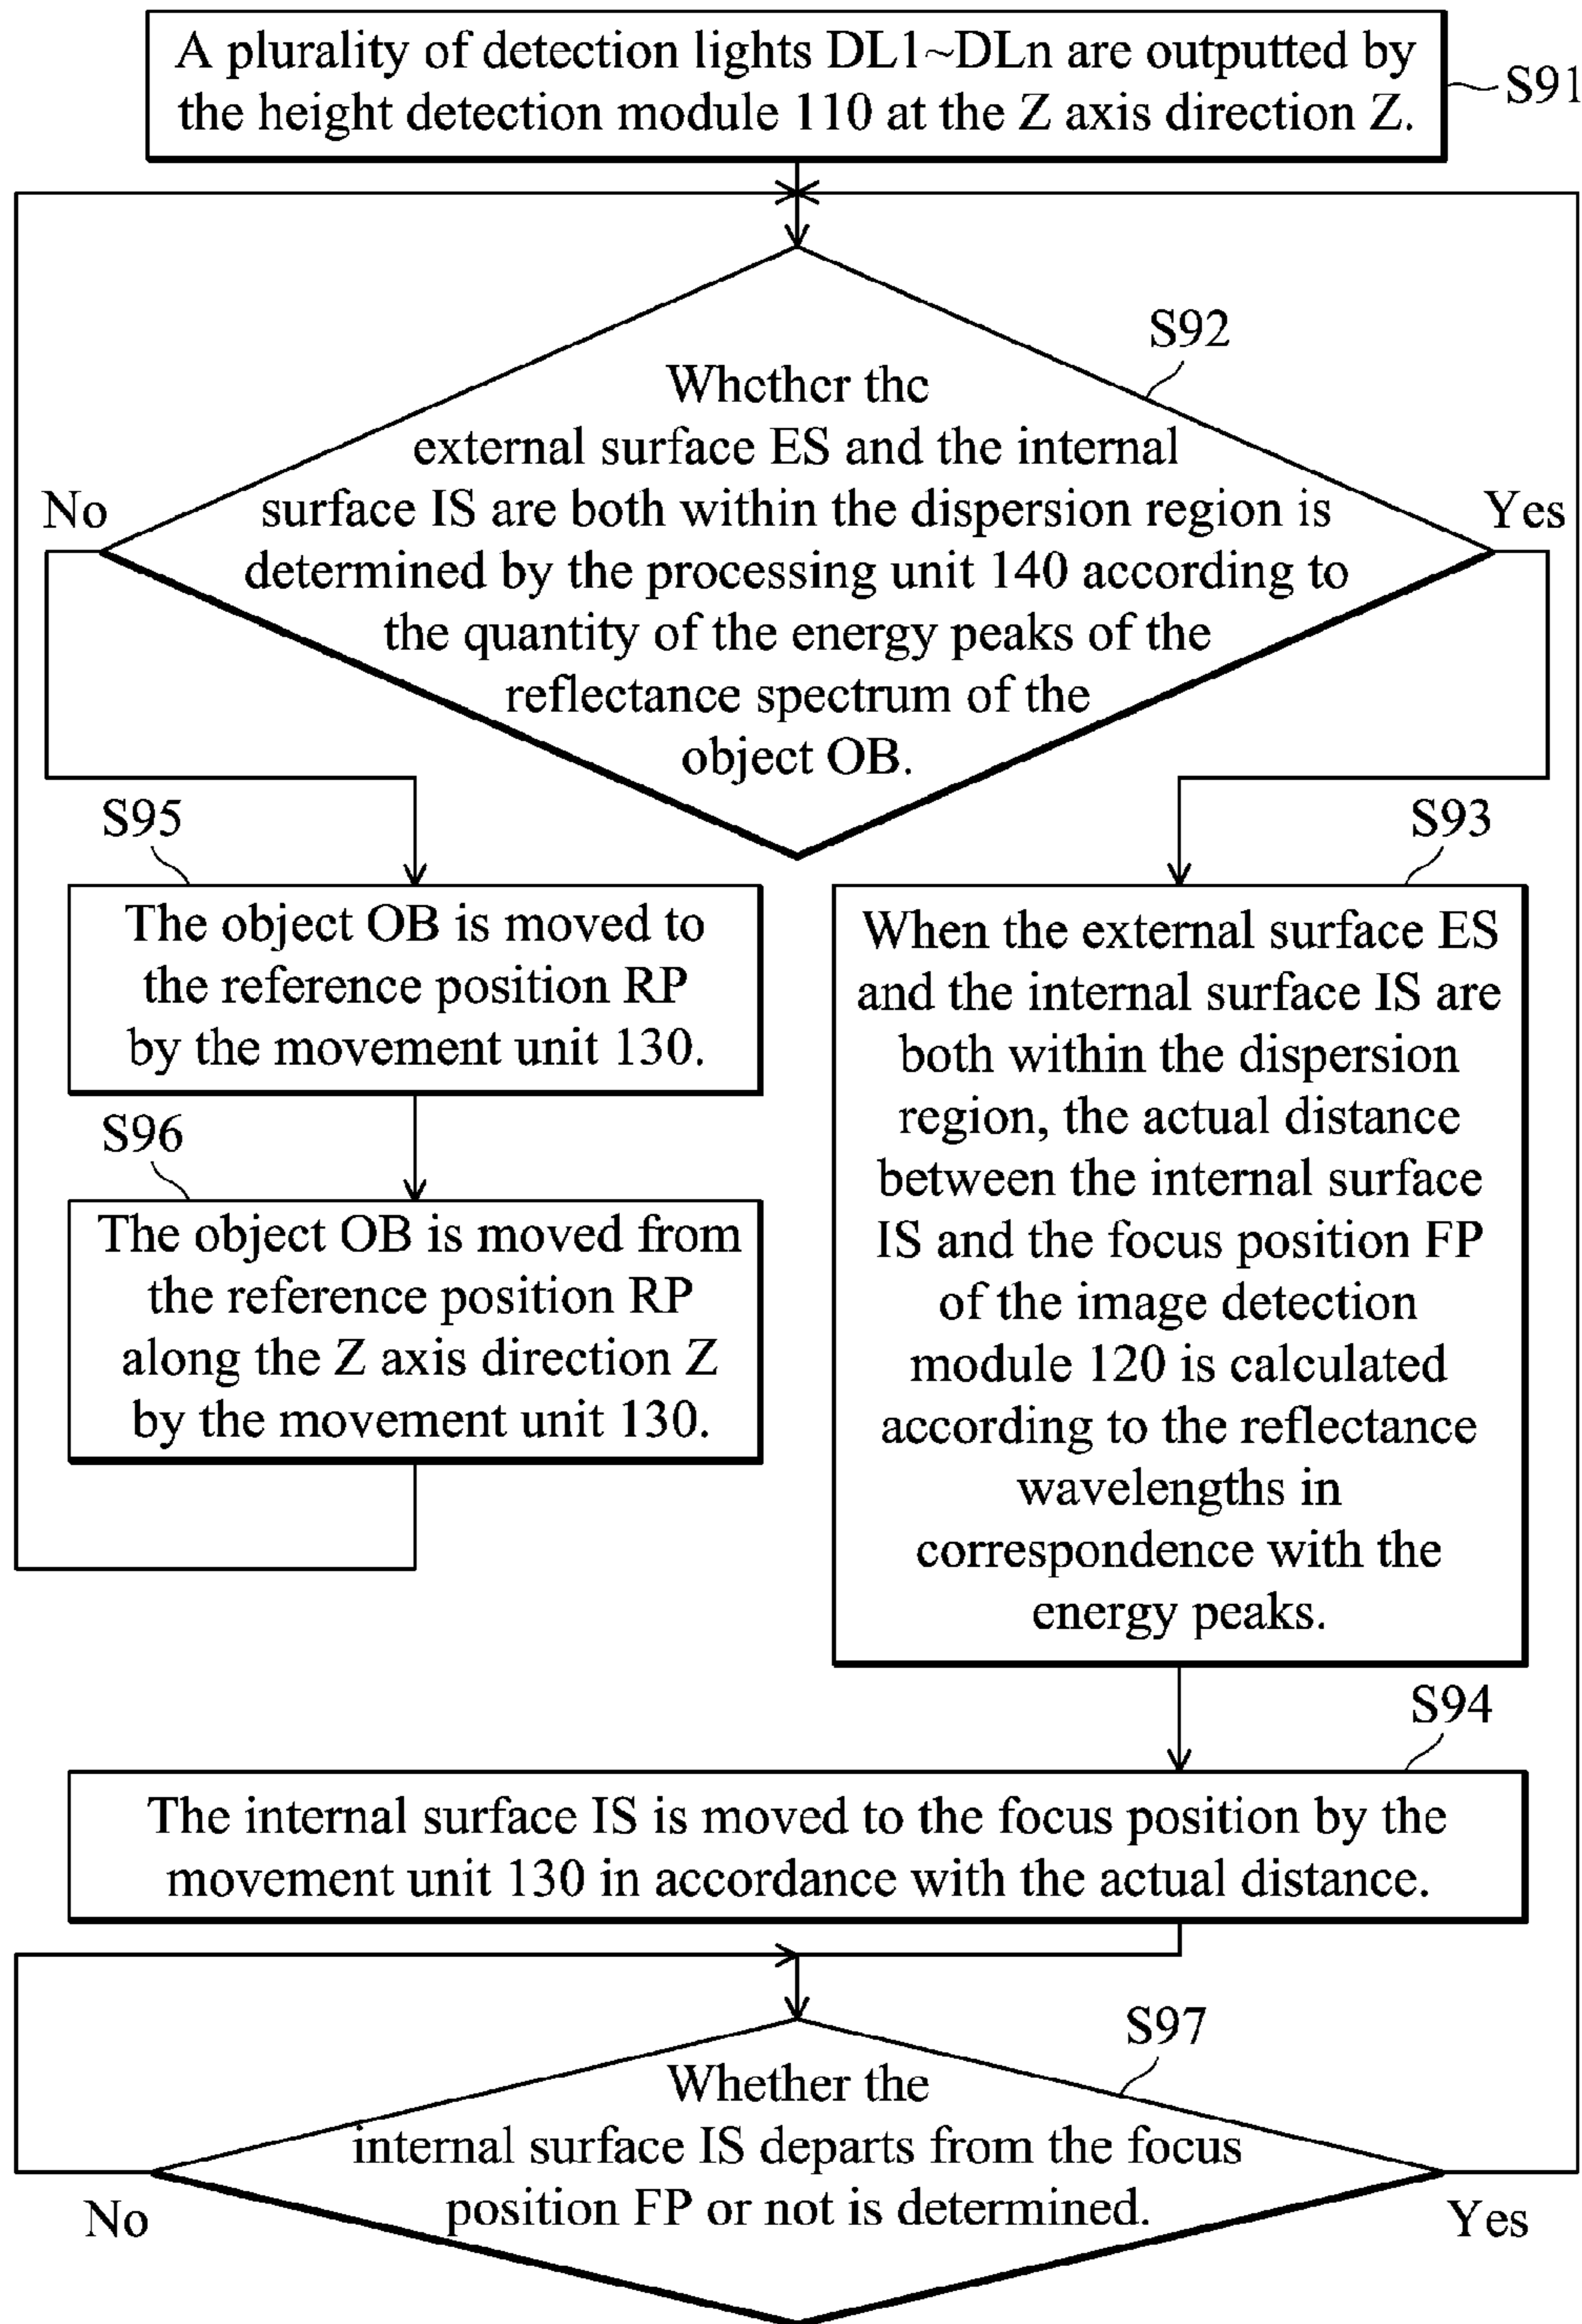 A plurality of detection lights DL1~DLn are outputted by
the height detection module 110 at the Z axis direction Z.
S91
S92
Whether the
external surface ES and the internal
surface IS are both within the dispersion region is
determined by the processing unit 140 according to
the quantity of the energy peaks of the
reflectance spectrum of the
object OB.
No
Yes
S95
The object OB is moved to
the reference position RP
by the movement unit 130.
S96
The object OB is moved from
the reference position RP
along the Z axis direction Z
by the movement unit 130.
S93
When the external surface ES
and the internal surface IS are
both within the dispersion
region, the actual distance
between the internal surface
IS and the focus position FP
of the image detection
module 120 is calculated
according to the reflectance
wavelengths in
correspondence with the
energy peaks.
S94
The internal surface IS is moved to the focus position by the
movement unit 130 in accordance with the actual distance.
S97
Whether the
internal surface IS departs from the focus
position FP or not is determined.
No
Yes